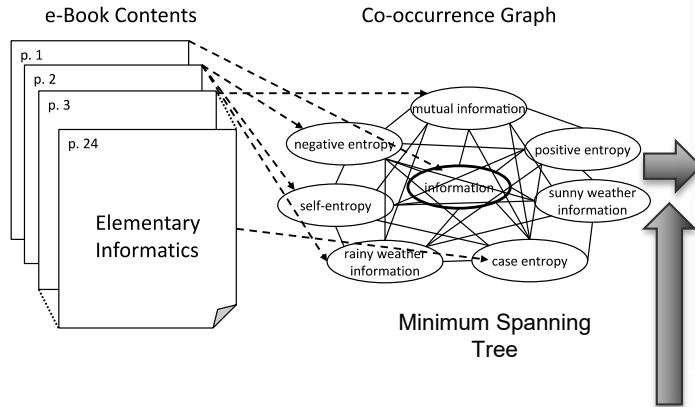 e-Book Contents
Co-occurrence Graph
p. 1
p. 2
p. 3
p. 24
Elementary
Informatics
mutual information
negative entropy
positive entropy
information
self-entropy
sunny weather
information
rainy weather
information
case entropy
Minimum Spanning
Tree